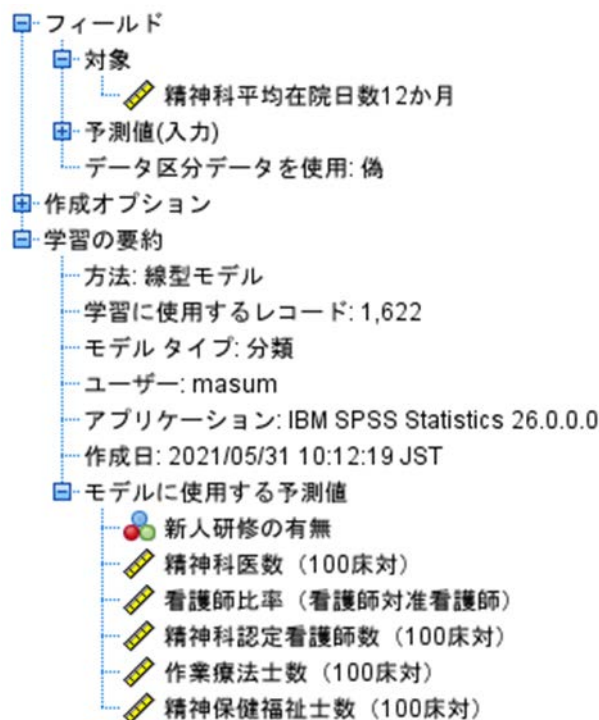 フィールド
対象
精神科平均在院日数12か月
予測値(入力)
データ区分データを使用: 偽
作成オプション
学習の要約
方法: 線型モデル
学習に使用するレコード: 1,622
モデル タイプ: 分類
ユーザー: masum
アプリケーション: IBM SPSS Statistics 26.0.0.0
作成日: 2021/05/31 10:12:19 JST
モデルに使用する予測値
新人研修の有無
精神科医数（100床対）
看護師比率（看護師対准看護師）
精神科認定看護師数（100床対）
作業療法士数（100床対）
精神保健福祉士数（100床対）